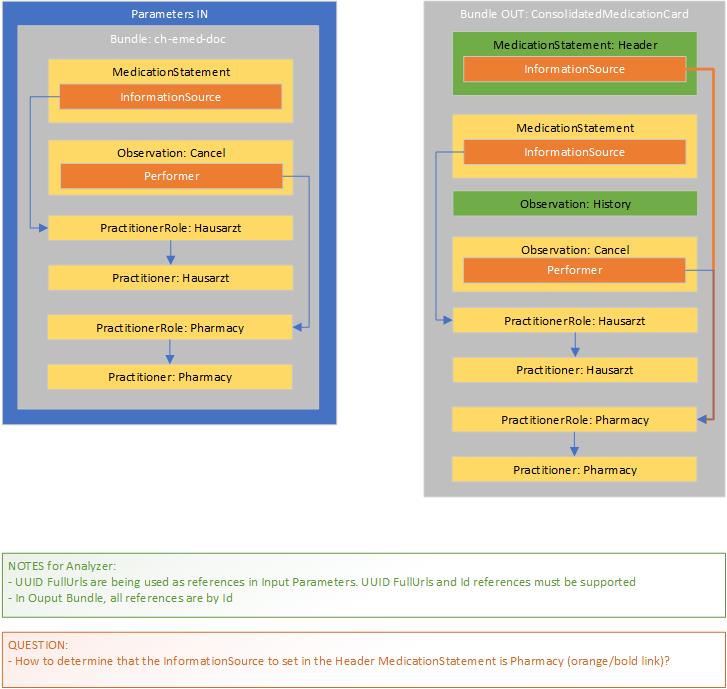 Parameters IN
Bundle: ch-emed-doc
MedicationStatement
InformationSource
Observation: Cancel
Performer
PractitionerRole: Hausarzt
Practitioner: Hausarzt
PractitionerRole: Pharmacy
Practitioner: Pharmacy
Bundle OUT: ConsolidatedMedicationCard
MedicationStatement: Header
InformationSource
MedicationStatement
InformationSource
Observation: History
Observation: Cancel
Performer
PractitionerRole: Hausarzt
Practitioner: Hausarzt
PractitionerRole: Pharmacy
Practitioner: Pharmacy
NOTES for Analyzer:
- UUID FullUrls are being used as references in Input Parameters. UUID FullUrls and Id references must be supported
- In Ouput Bundle, all references are by Id
QUESTION:
- How to determine that the InformationSource to set in the Header MedicationStatement is Pharmacy (orange/bold link)?